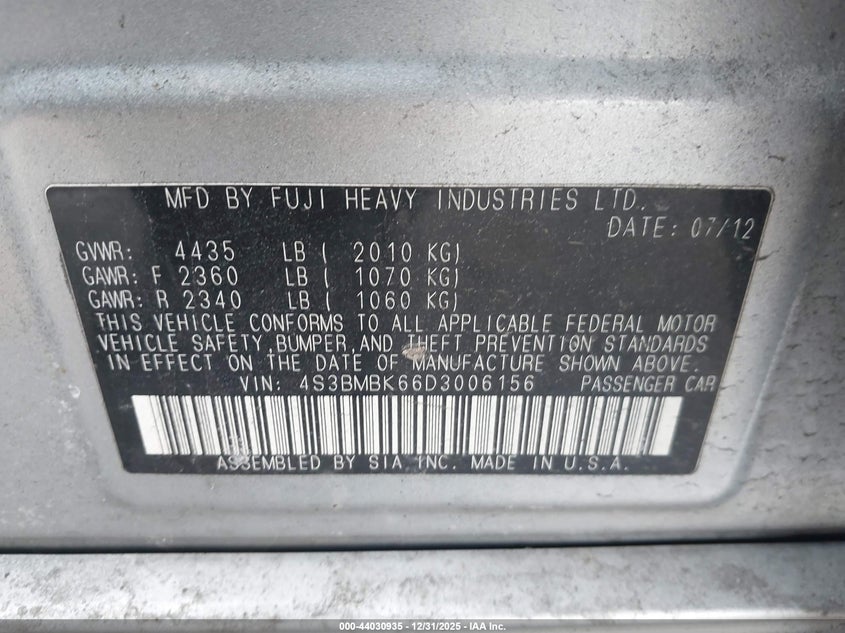 MFD BY FUJI HEAVY INDUSTRIES LTD.
DATE: 07/12
GVWR: 4435 LB ( 2010 KG)
GAWR: F 2360 LB ( 1070 KG)
GAWR: R 2340 LB ( 1060 KG)
THIS VEHICLE CONFORMS TO ALL APPLICABLE FEDERAL MOTOR
VEHICLE SAFETY,BUMPER,AND THEFT PREVENTION STANDARDS
IN EFFECT ON THE DATE OF MANUFACTURE SHOWN ABOVE.
VIN: 4S3BMBK66D3006156 PASSENGER CAR
ASSEMBLED BY SIA INC. MADE IN U.S.A.
000-44030935 - 12/31/2025 - IAA Inc.